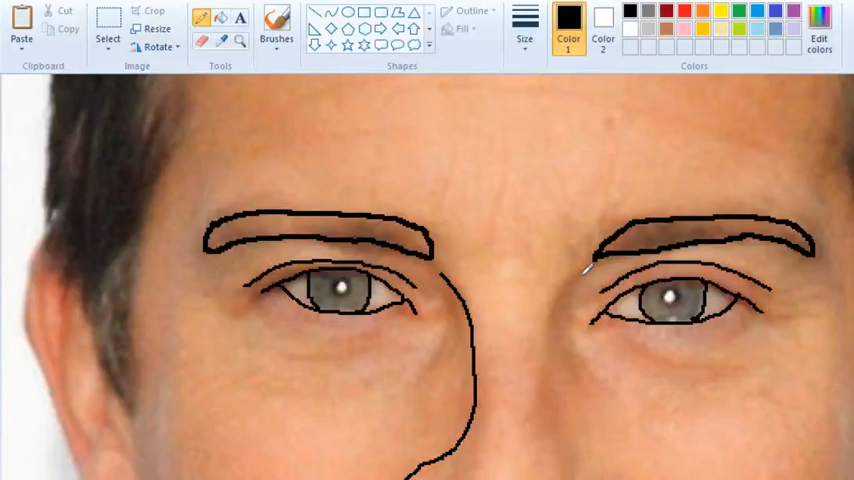 Cut
Copy
Paste
Clipboard
Select
Crop
Resize
Rotate
Image
A
Tools
Brushes
Outline
Fill
Shapes
Size
Color 1
Color 2
Edit colors
Colors